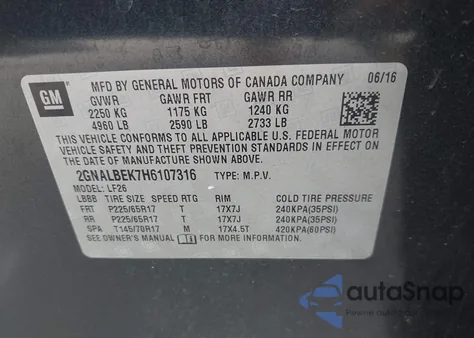 GM
MFD BY GENERAL MOTORS OF CANADA COMPANY 06/16
GVWR GAWR FRT GAWR RR
2250 KG 1175 KG 1240 KG
4960 LB 2590 LB 2733 LB
THIS VEHICLE CONFORMS TO ALL APPLICABLE U.S. FEDERAL MOTOR
VEHICLE SAFETY AND THEFT PREVENTION STANDARDS IN EFFECT ON
THE DATE OF MANUFACTURE SHOWN ABOVE.
2GNALBEK7H6107316 TYPE: M.P.V.
MODEL: LF26
LBBB TIRE SIZE SPEED RTG RIM COLD TIRE PRESSURE
FRT P225/65R17 T 17X7J 240KPA(35PSI)
RR P225/65R17 T 17X7J 240KPA(35PSI)
SPA T145/70R17 M 17X4.5T 420KPA(60PSI)
SEE OWNER'S MANUAL FOR MORE INFORMATION.
autoSnap
Pewne auto z USA